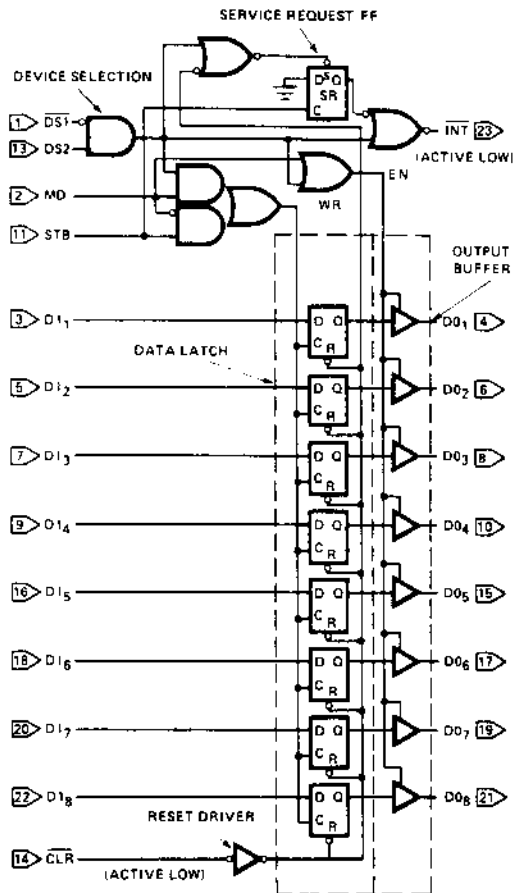 SERVICE REQUEST FF
DEVICE SELECTION
1 DS1
13 DS2
2 MD
11 STB
D S Q
SR
C
INT 23
(ACTIVE LOW)
EN
WR
OUTPUT
BUFFER
DATA LATCH
3 DI1 D Q C R DO1 4
5 DI2 D Q C R DO2 6
7 DI3 D Q C R DO3 8
9 DI4 D Q C R DO4 10
16 DI5 D Q C R DO5 15
18 DI6 D Q C R DO6 17
20 DI7 D Q C R DO7 19
22 DI8 D Q C R DO8 21
RESET DRIVER
14 CLR
(ACTIVE LOW)